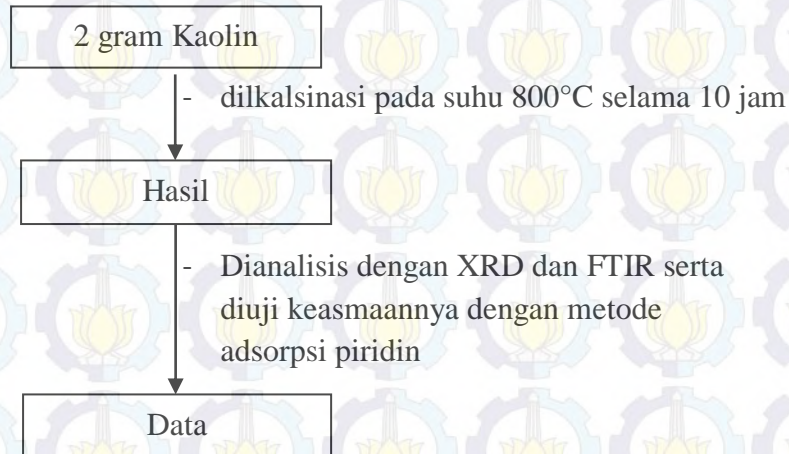 2 gram Kaolin
- dilkalsinasi pada suhu 800°C selama 10 jam
Hasil
- Dianalisis dengan XRD dan FTIR serta
diuji keasmaannya dengan metode
adsorpsi piridin
Data